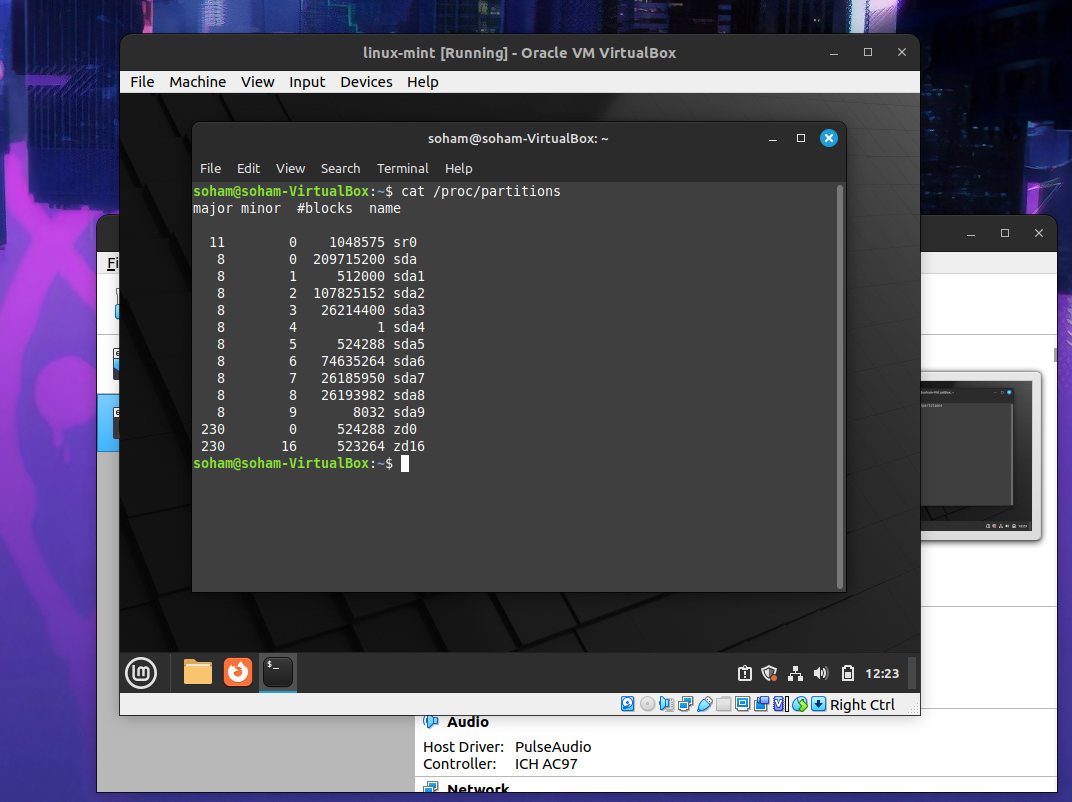 linux-mint [Running] - Oracle VM VirtualBox
File Machine View Input Devices Help
soham@soham-VirtualBox: ~
File Edit View Search Terminal Help
soham@soham-VirtualBox:~$ cat /proc/partitions
major minor  #blocks  name
11 0 1048575 sr0
8 0 209715200 sda
8 1 512000 sda1
8 2 107825152 sda2
8 3 26214400 sda3
8 4 1 sda4
8 5 524288 sda5
8 6 74635264 sda6
8 7 26185950 sda7
8 8 26193982 sda8
8 9 8032 sda9
230 0 524288 zd0
230 16 523264 zd16
soham@soham-VirtualBox:~$
Fi
$_
12:23
Right Ctrl
Audio
Host Driver: PulseAudio
Controller: ICH AC97
Network